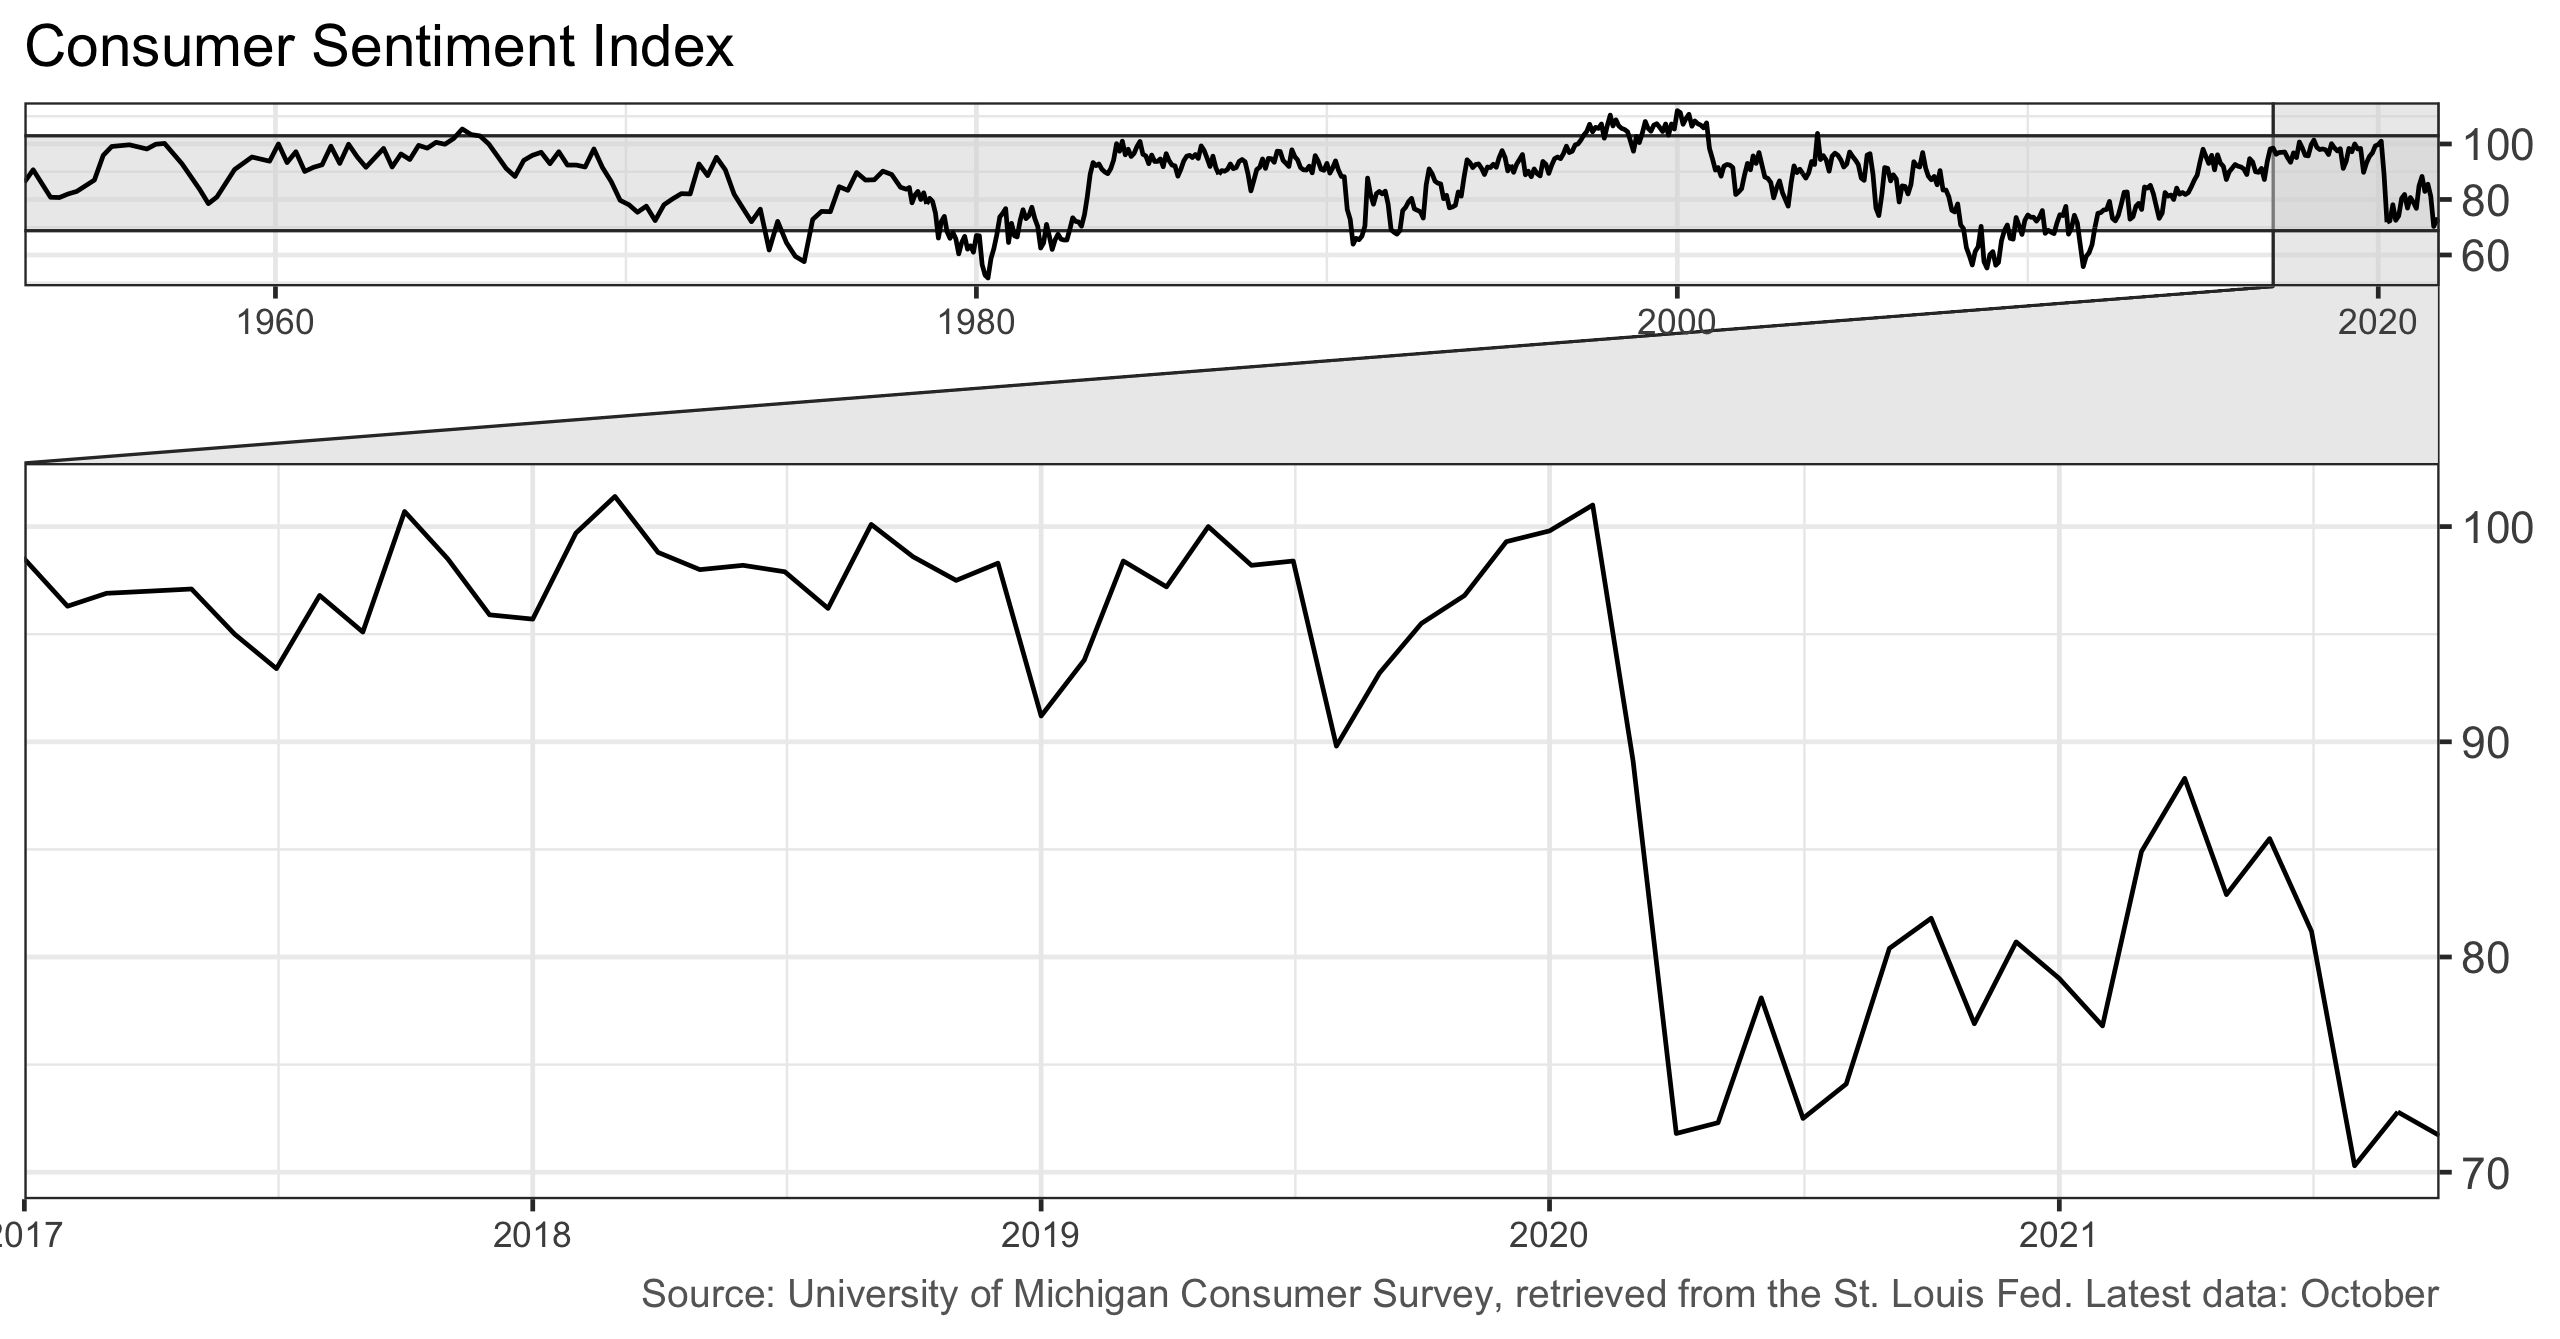 Consumer Sentiment Index
100
80
60
1960 1980 2000 2020
100
90
80
70
2017 2018 2019 2020 2021
Source: University of Michigan Consumer Survey, retrieved from the St. Louis Fed. Latest data: October